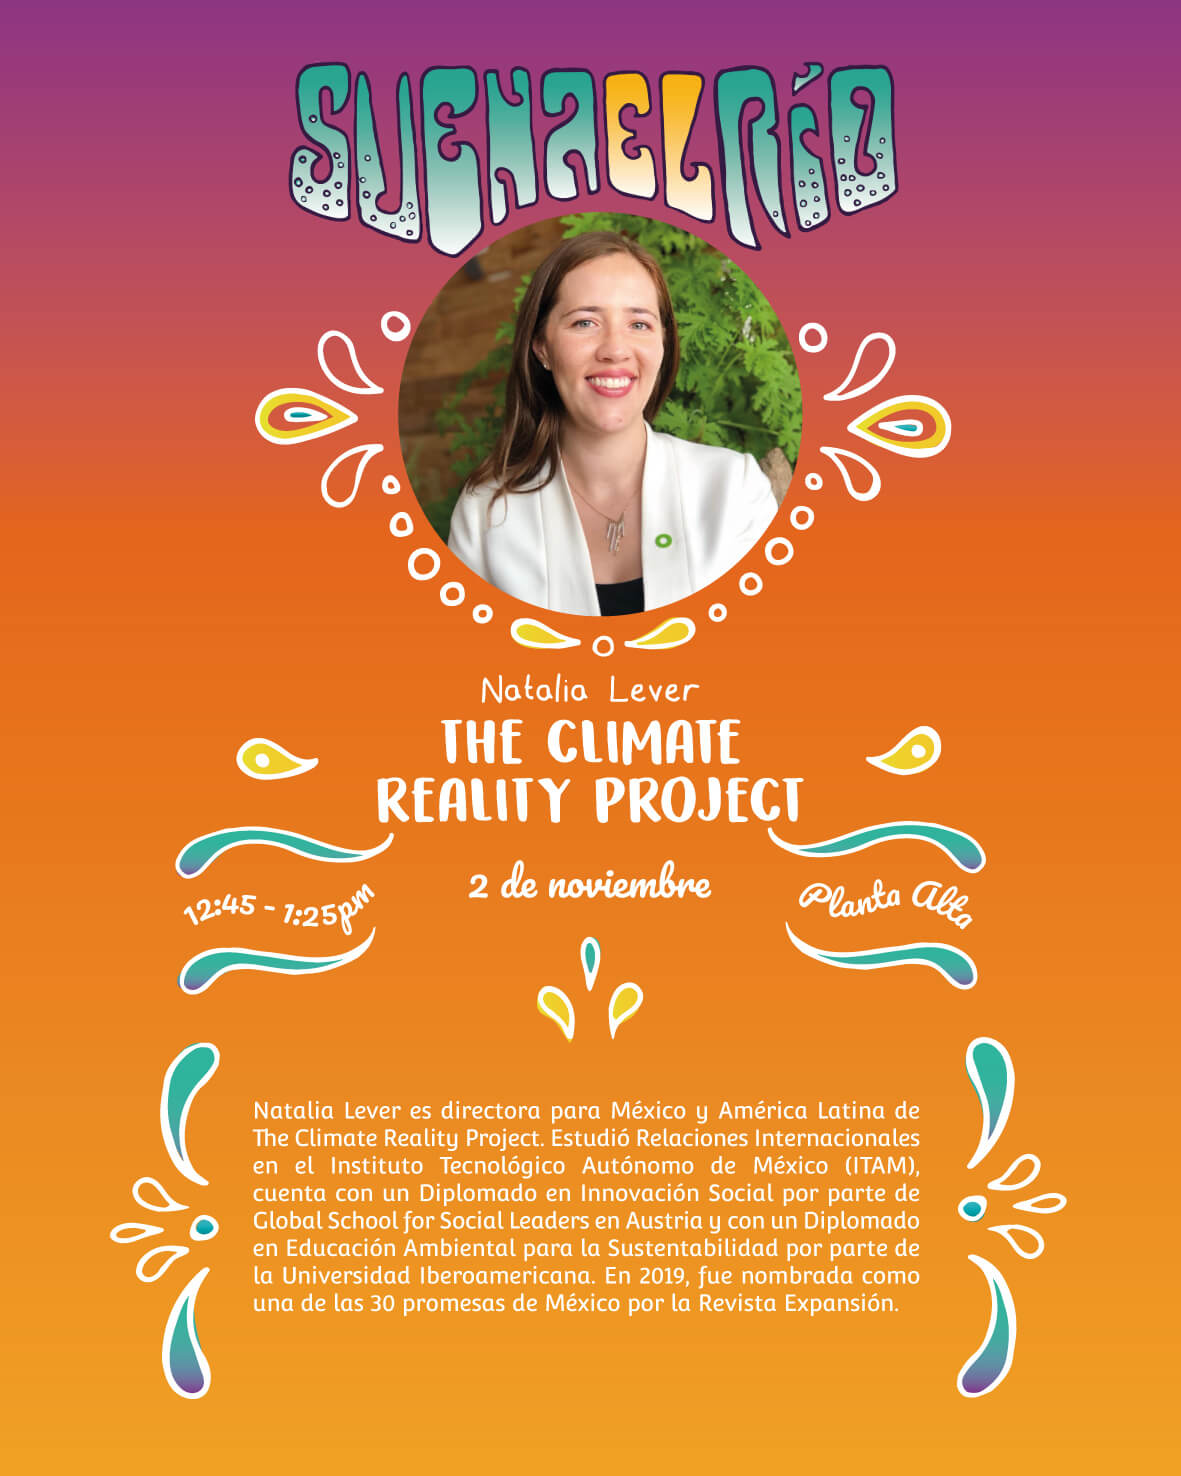 SUENA EL RÍO
Natalia Lever
THE CLIMATE
REALITY PROJECT
12:45 - 1:25pm
2 de noviembre
Planta Alta
Natalia Lever es directora para México y América Latina de
The Climate Reality Project. Estudió Relaciones Internacionales
en el Instituto Tecnológico Autónomo de México (ITAM),
cuenta con un Diplomado en Innovación Social por parte de
Global School for Social Leaders en Austria y con un Diplomado
en Educación Ambiental para la Sustentabilidad por parte de
la Universidad Iberoamericana. En 2019, fue nombrada como
una de las 30 promesas de México por la Revista Expansión.